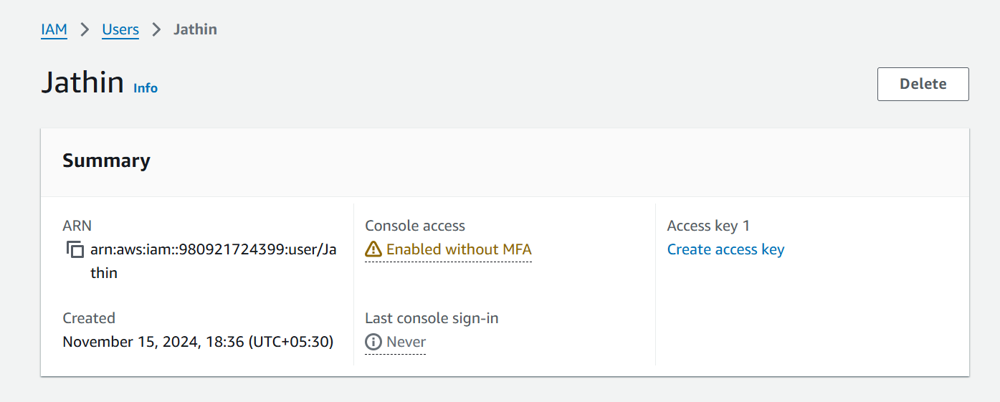 IAM > Users > Jathin
Jathin Info
Delete
Summary
ARN
arn:aws:iam::980921724399:user/Ja
thin
Created
November 15, 2024, 18:36 (UTC+05:30)
Console access
Enabled without MFA
Last console sign-in
Never
Access key 1
Create access key